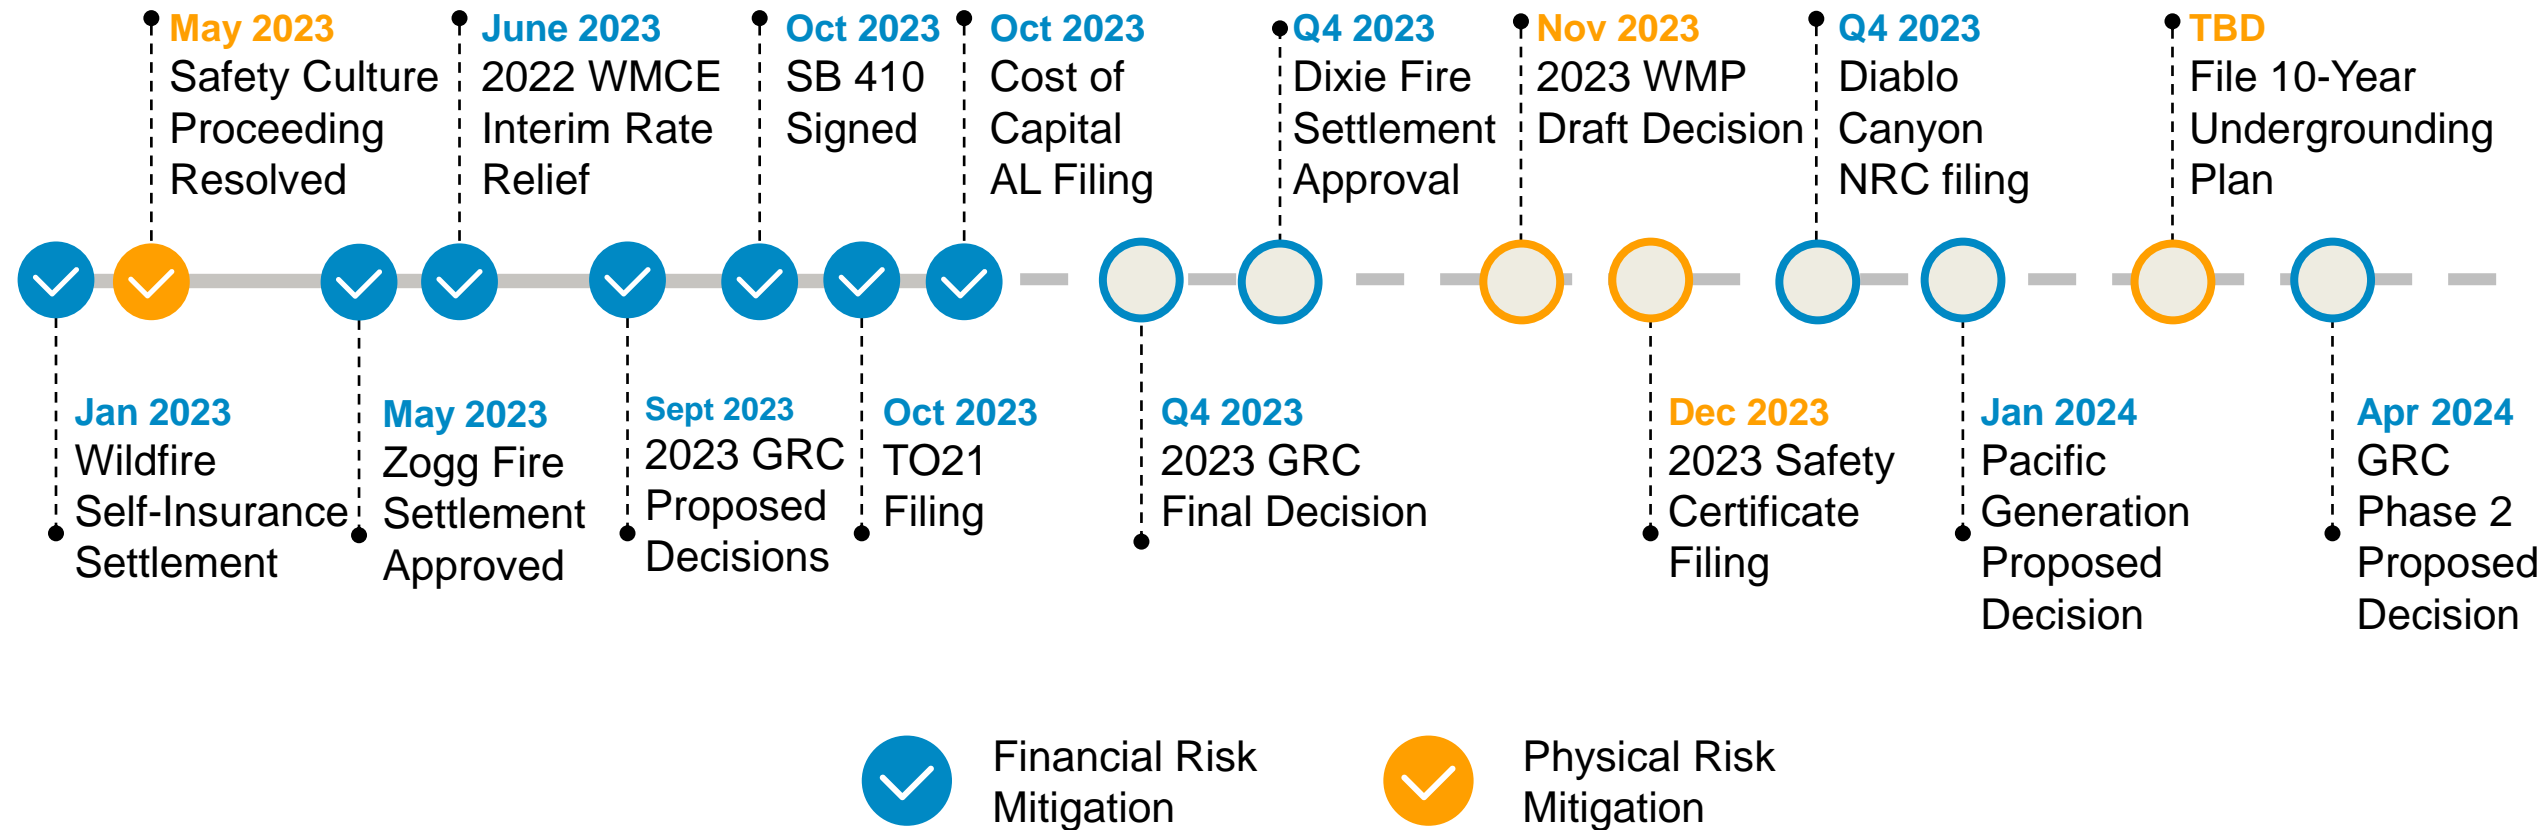 May 2023
Safety Culture
Proceeding
Resolved
June 2023
2022 WMCE
Interim Rate
Relief
Oct 2023
SB 410
Signed
Oct 2023
Cost of
Capital
AL Filing
Q4 2023
Dixie Fire
Settlement
Approval
Nov 2023
2023 WMP
Draft Decision
Q4 2023
Diablo
Canyon
NRC filing
TBD
File 10-Year
Undergrounding
Plan
Jan 2023
Wildfire
Self-Insurance
Settlement
May 2023
Zogg Fire
Settlement
Approved
Sept 2023
2023 GRC
Proposed
Decisions
Oct 2023
TO21
Filing
Q4 2023
2023 GRC
Final Decision
Dec 2023
2023 Safety
Certificate
Filing
Jan 2024
Pacific
Generation
Proposed
Decision
Apr 2024
GRC
Phase 2
Proposed
Decision
Financial Risk
Mitigation
Physical Risk
Mitigation